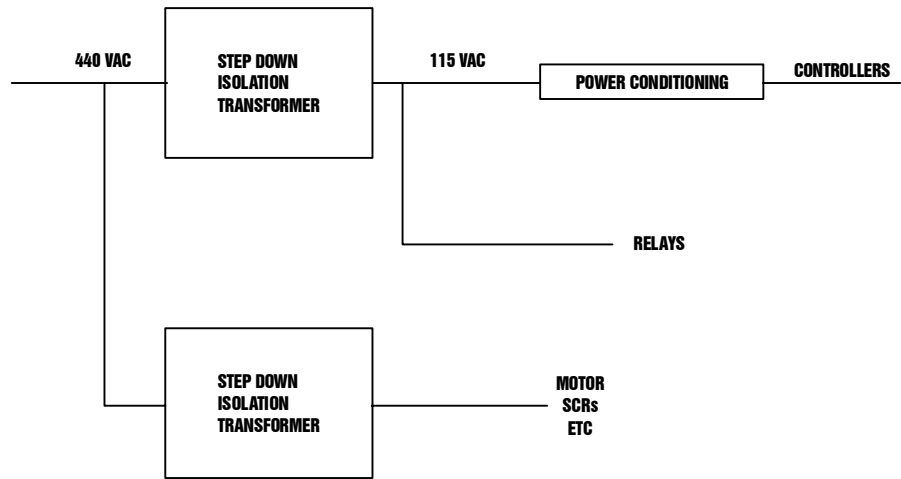 440 VAC
STEP DOWN
ISOLATION
TRANSFORMER
115 VAC
POWER CONDITIONING
CONTROLLERS
RELAYS
STEP DOWN
ISOLATION
TRANSFORMER
MOTOR
SCRs
ETC